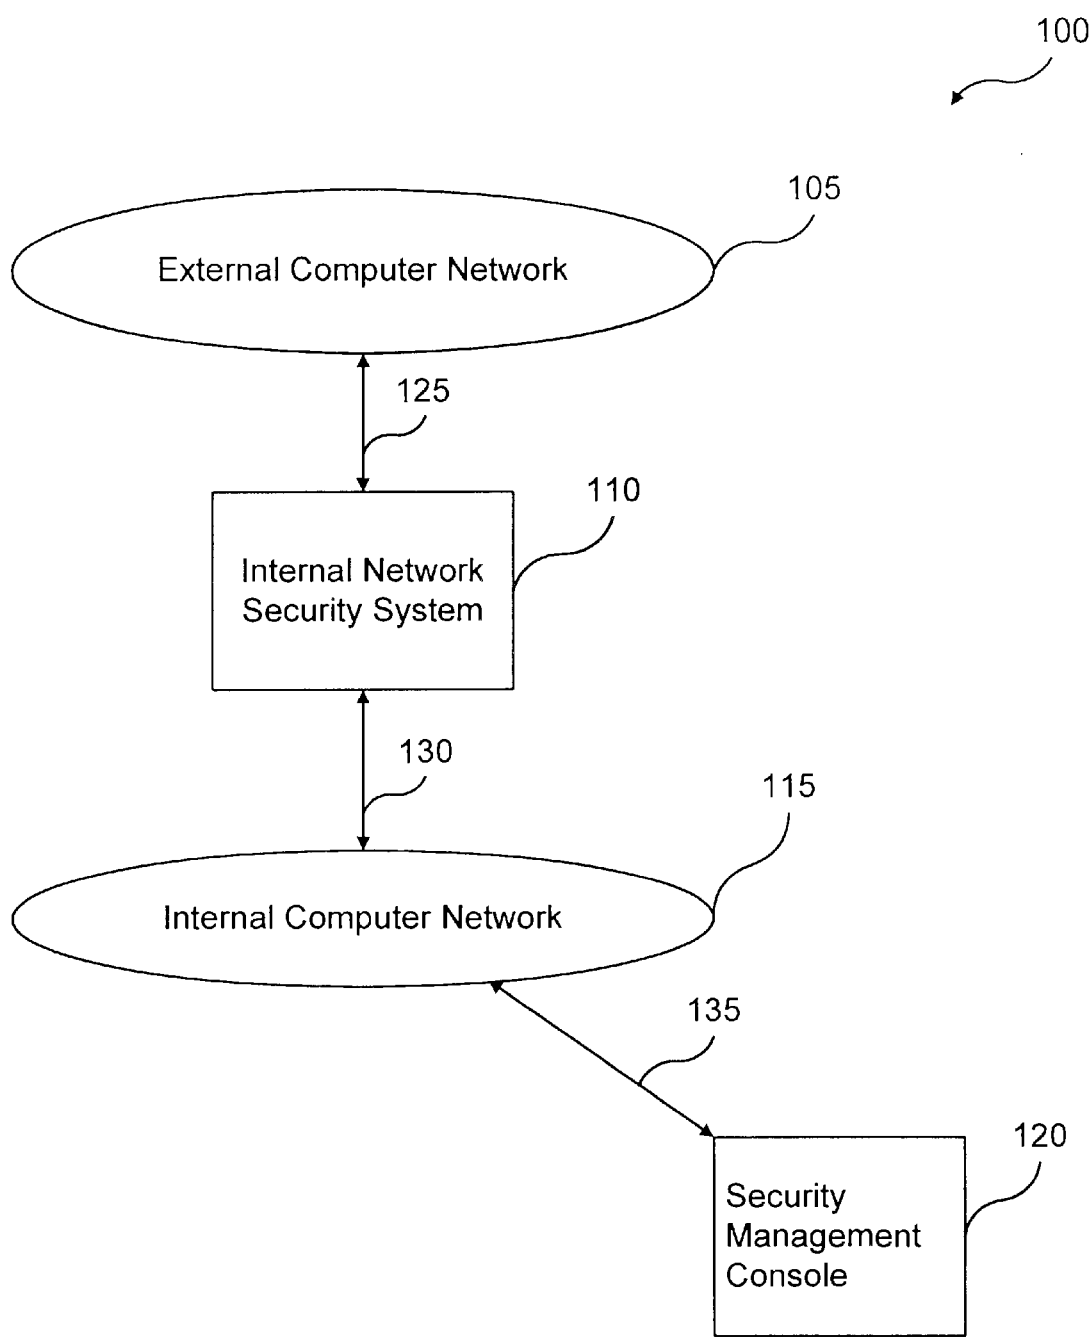 100
105
External Computer Network
125
110
Internal Network
Security System
130
115
Internal Computer Network
135
120
Security
Management
Console